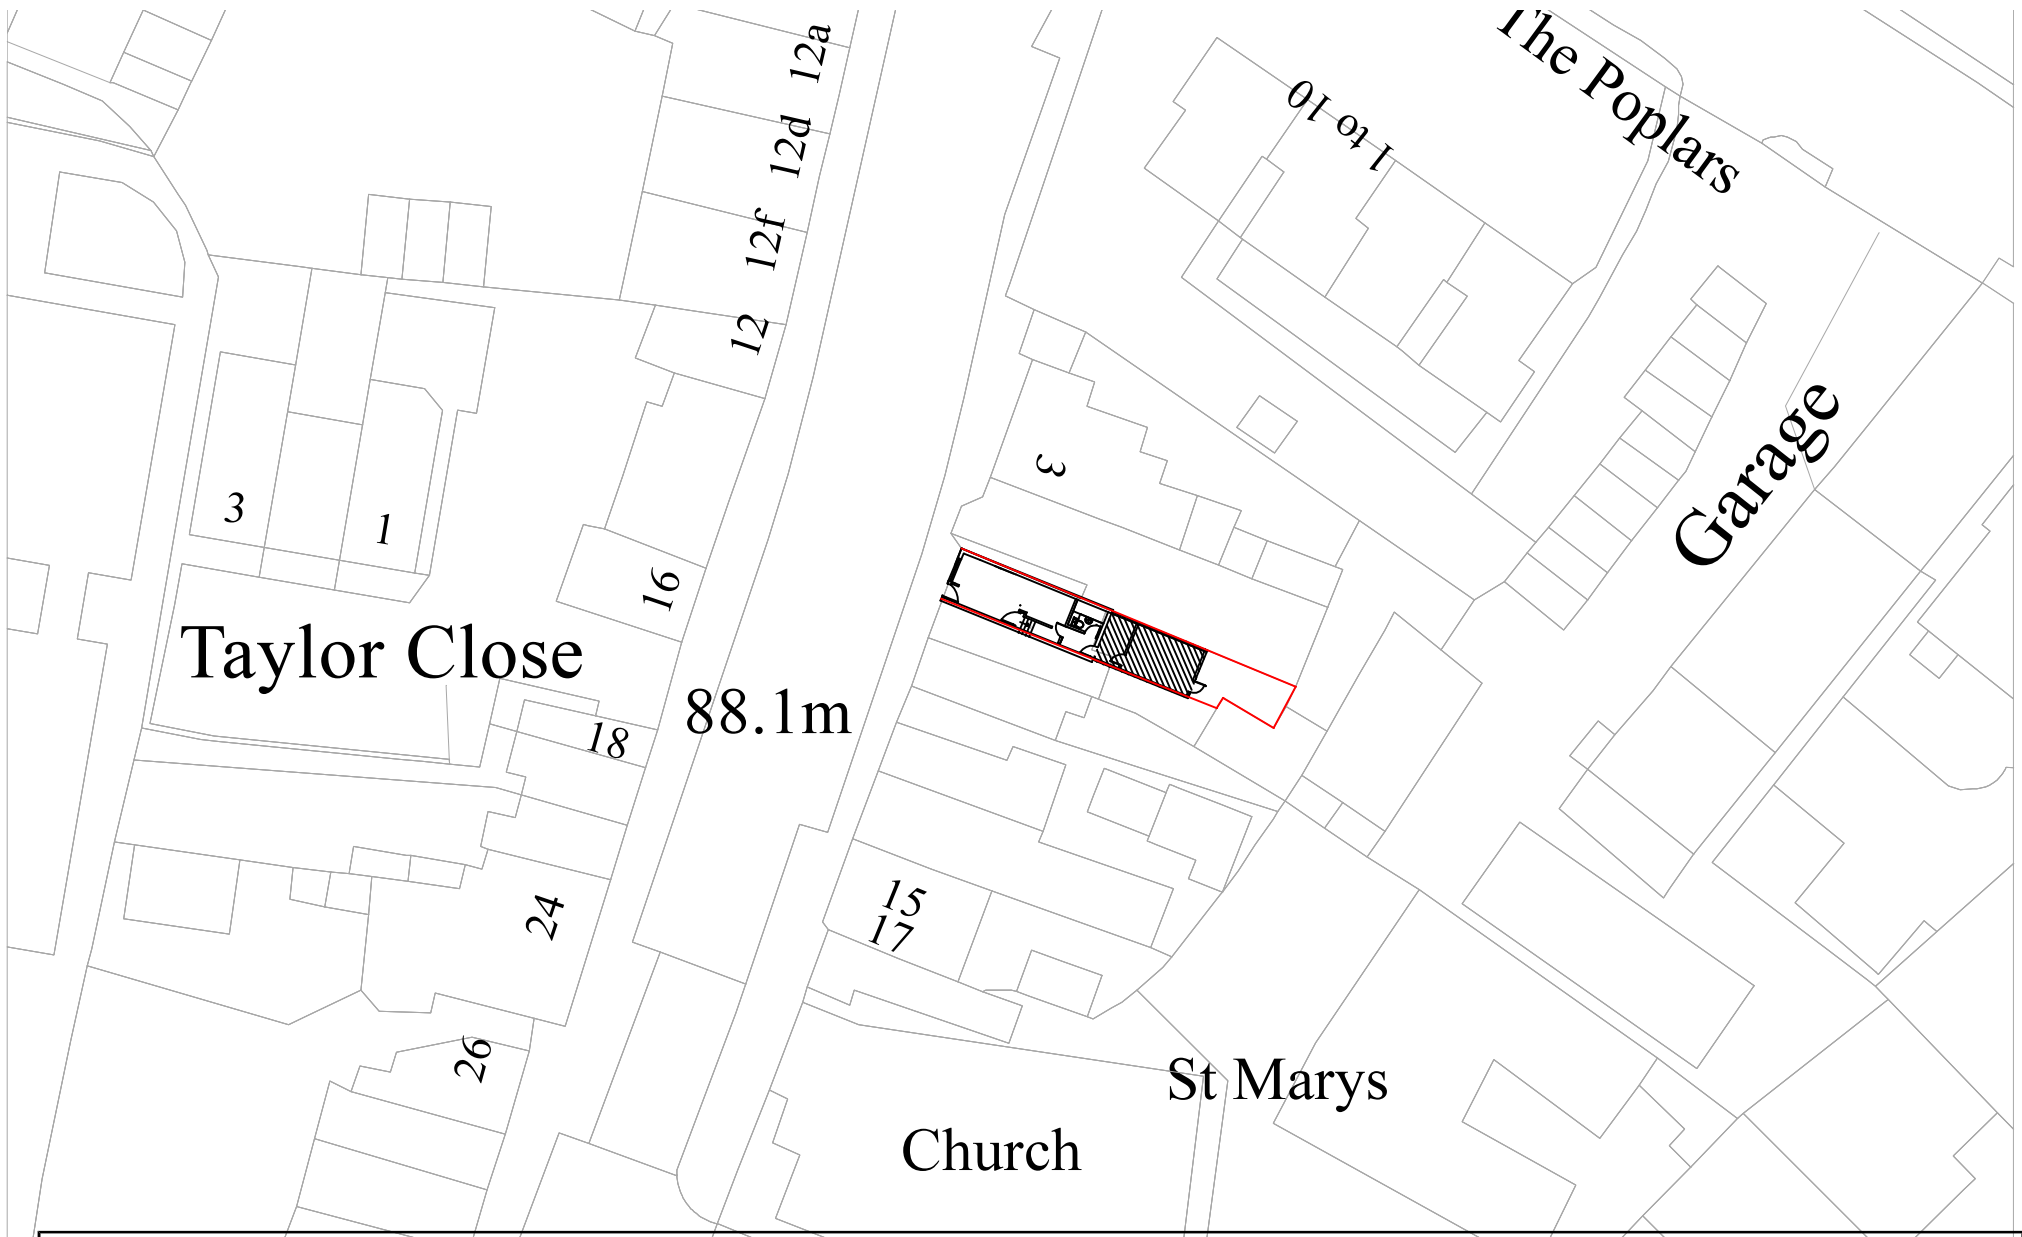 12a
The Poplars
1 to 10
12d
12f
12
3
Garage
3
1
16
Taylor Close
88.1m
18
15
17
24
26
St Marys
Church